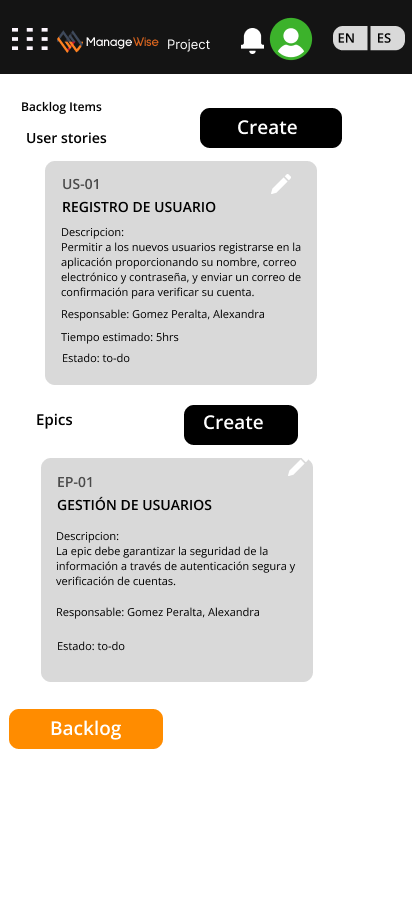 ManageWise Project EN ES
Backlog Items
User stories
Create
US-01
REGISTRO DE USUARIO
Descripcion:
Permitir a los nuevos usuarios registrarse en la
aplicación proporcionando su nombre, correo
electrónico y contraseña, y enviar un correo de
confirmación para verificar su cuenta.
Responsable: Gomez Peralta, Alexandra
Tiempo estimado: 5hrs
Estado: to-do
Epics
Create
EP-01
GESTIÓN DE USUARIOS
Descripcion:
La epic debe garantizar la seguridad de la
información a través de autenticación segura y
verificación de cuentas.
Responsable: Gomez Peralta, Alexandra
Estado: to-do
Backlog